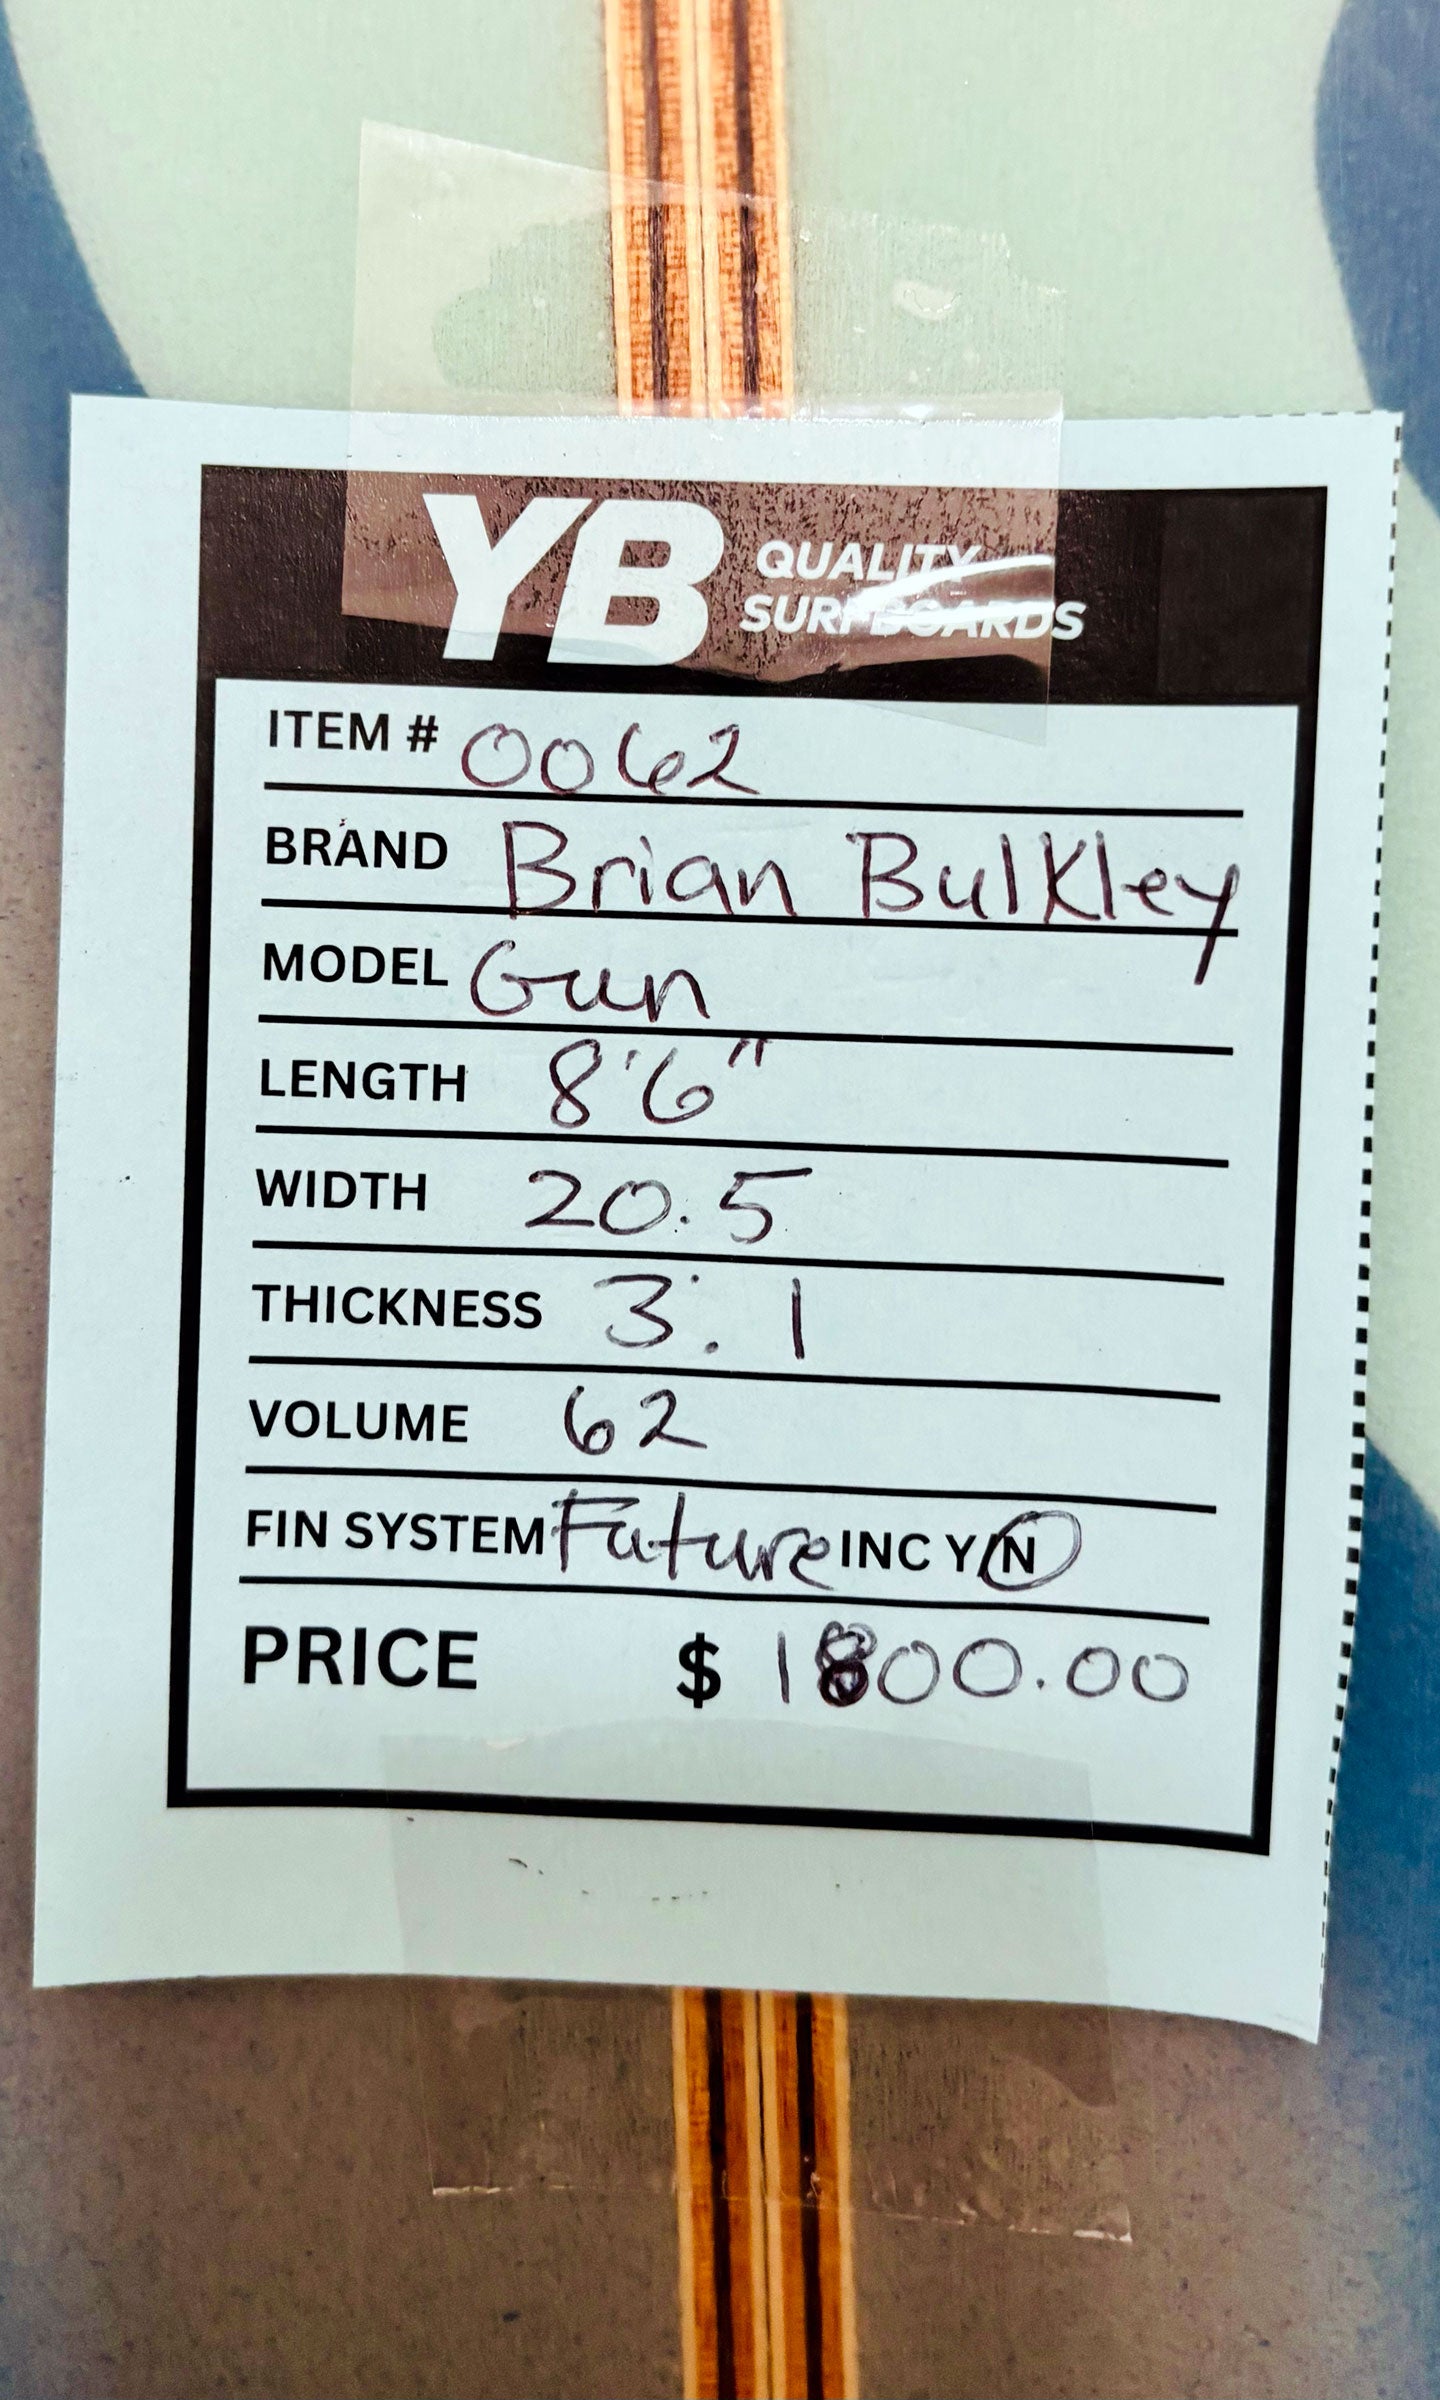 YB QUALITY
SURFBOARDS
ITEM # 0062
BRAND Brian Bulkley
MODEL Gun
LENGTH 8'6"
WIDTH 20.5
THICKNESS 3.1
VOLUME 62
FIN SYSTEM Future INC Y/N
PRICE $ 1800.00